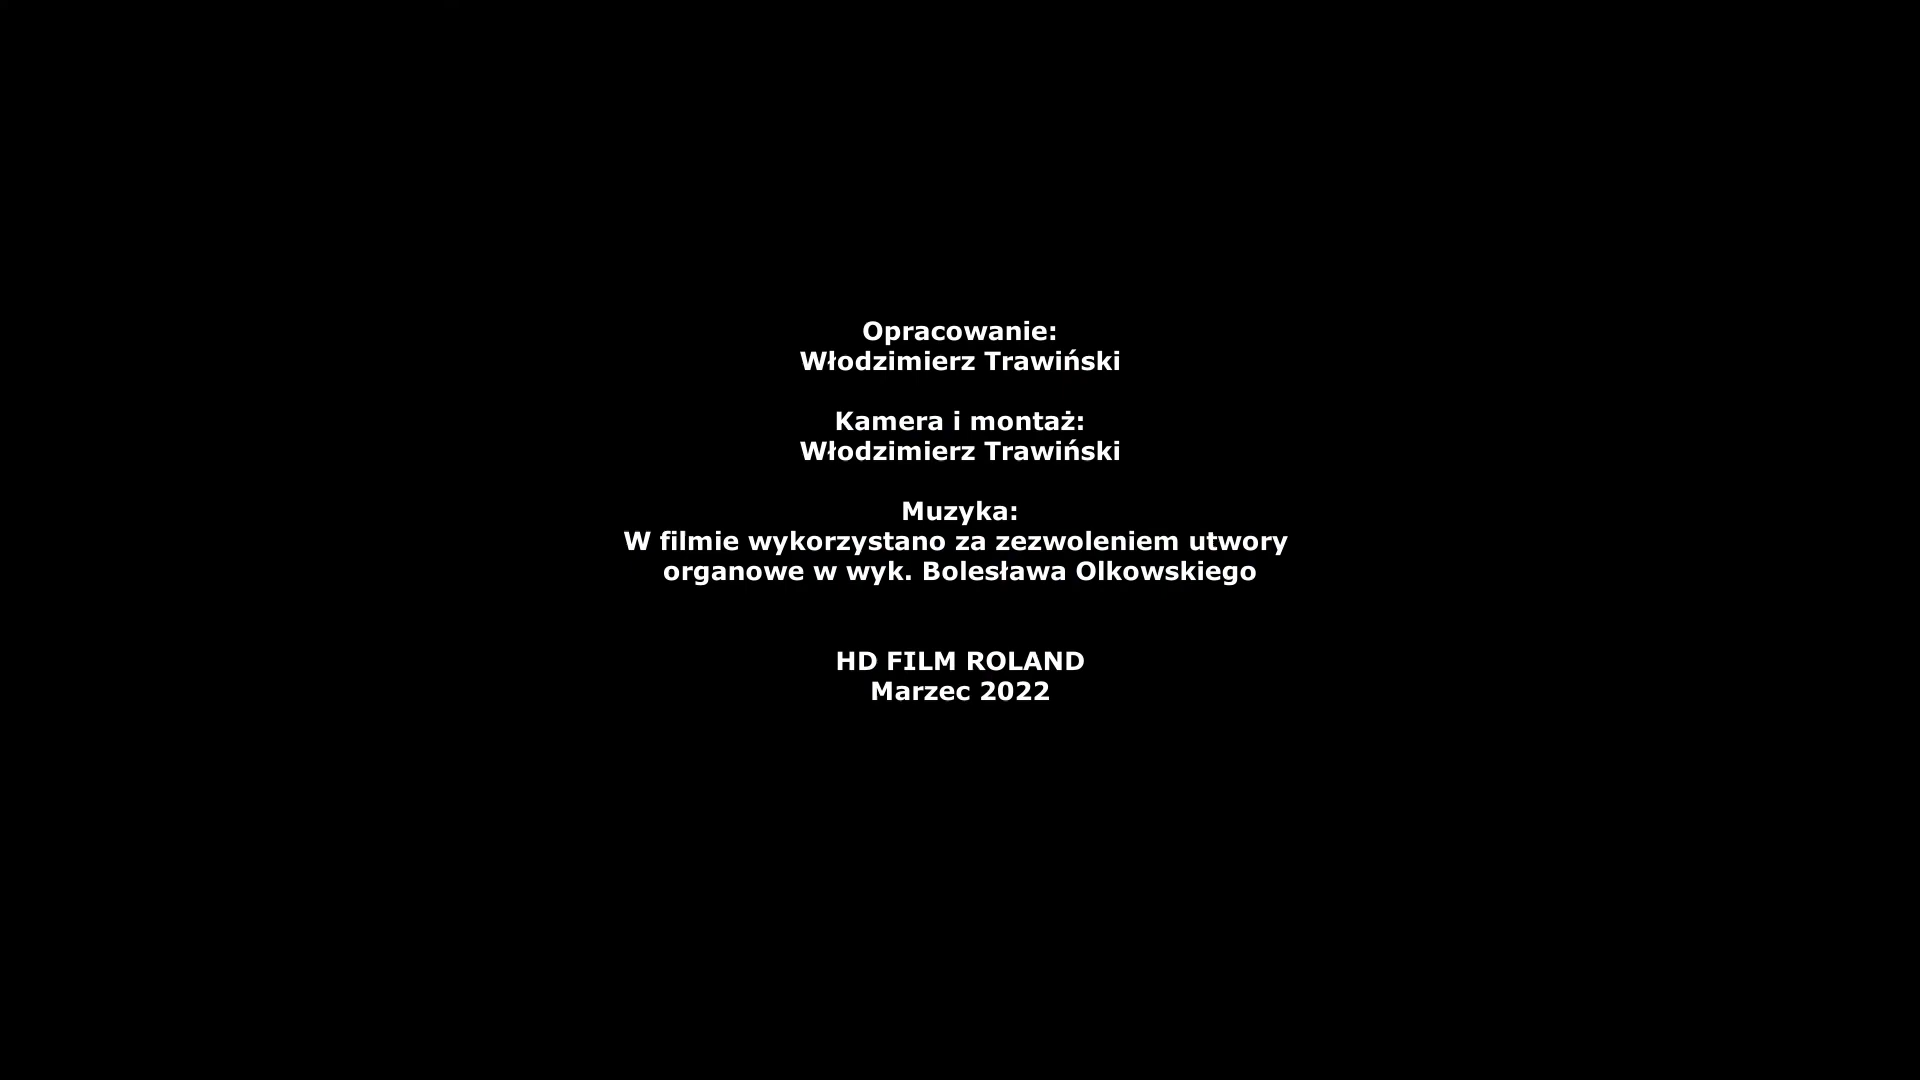 Opracowanie:
Włodzimierz Trawiński
Kamera i montaż:
Włodzimierz Trawiński
Muzyka:
W filmie wykorzystano za zezwoleniem utwory
organowe w wyk. Bolesława Olkowskiego
HD FILM ROLAND
Marzec 2022